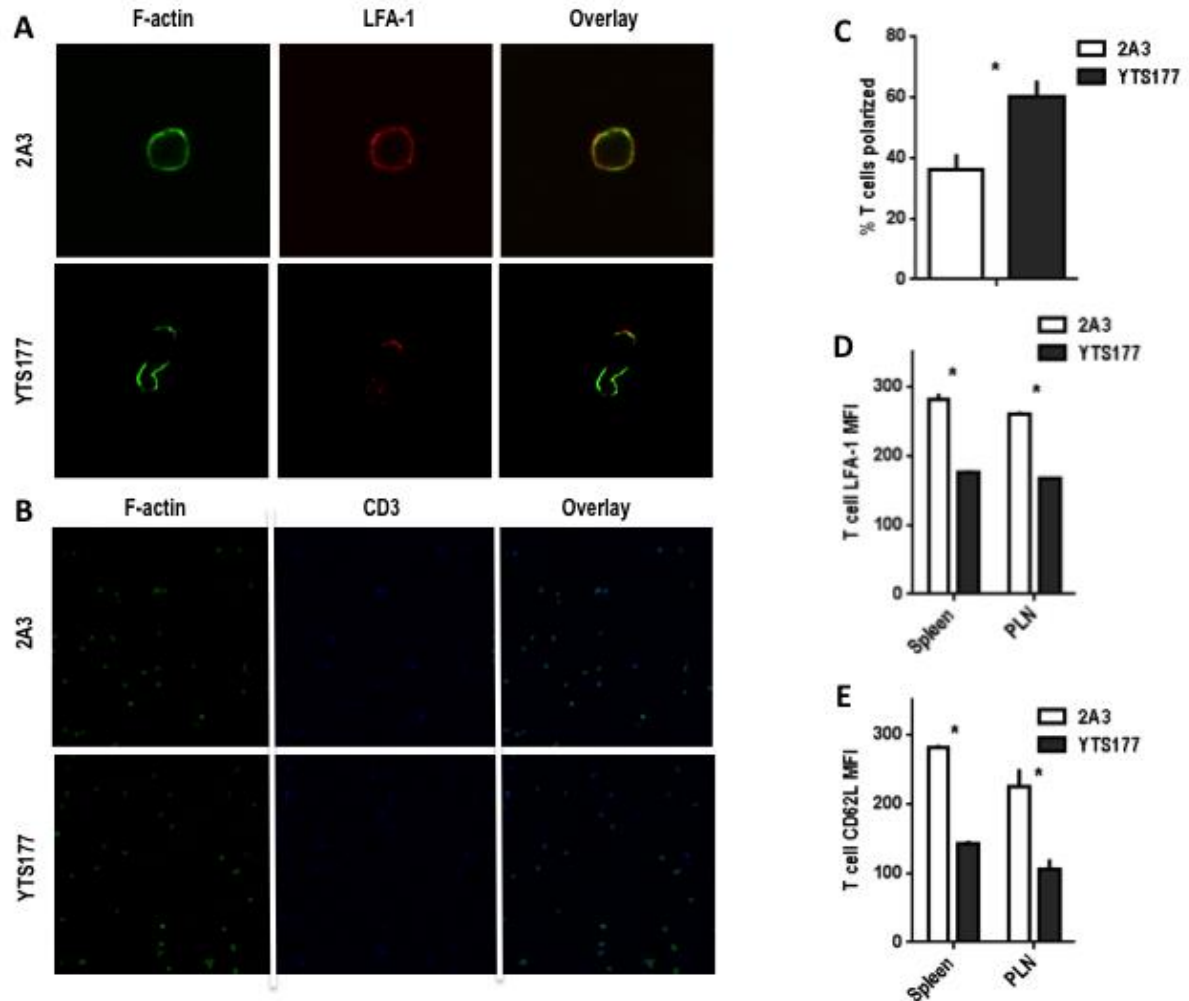 A
F-actin LFA-1 Overlay
2A3
YTS177
B
F-actin CD3 Overlay
2A3
YTS177
C
% T cells polarized
80
60
40
20
0
*
2A3
YTS177
D
T cell LFA-1 MFI
300
200
100
0
* *
2A3
YTS177
Spleen PLN
E
T cell CD62L MFI
300
200
100
0
* *
2A3
YTS177
Spleen PLN